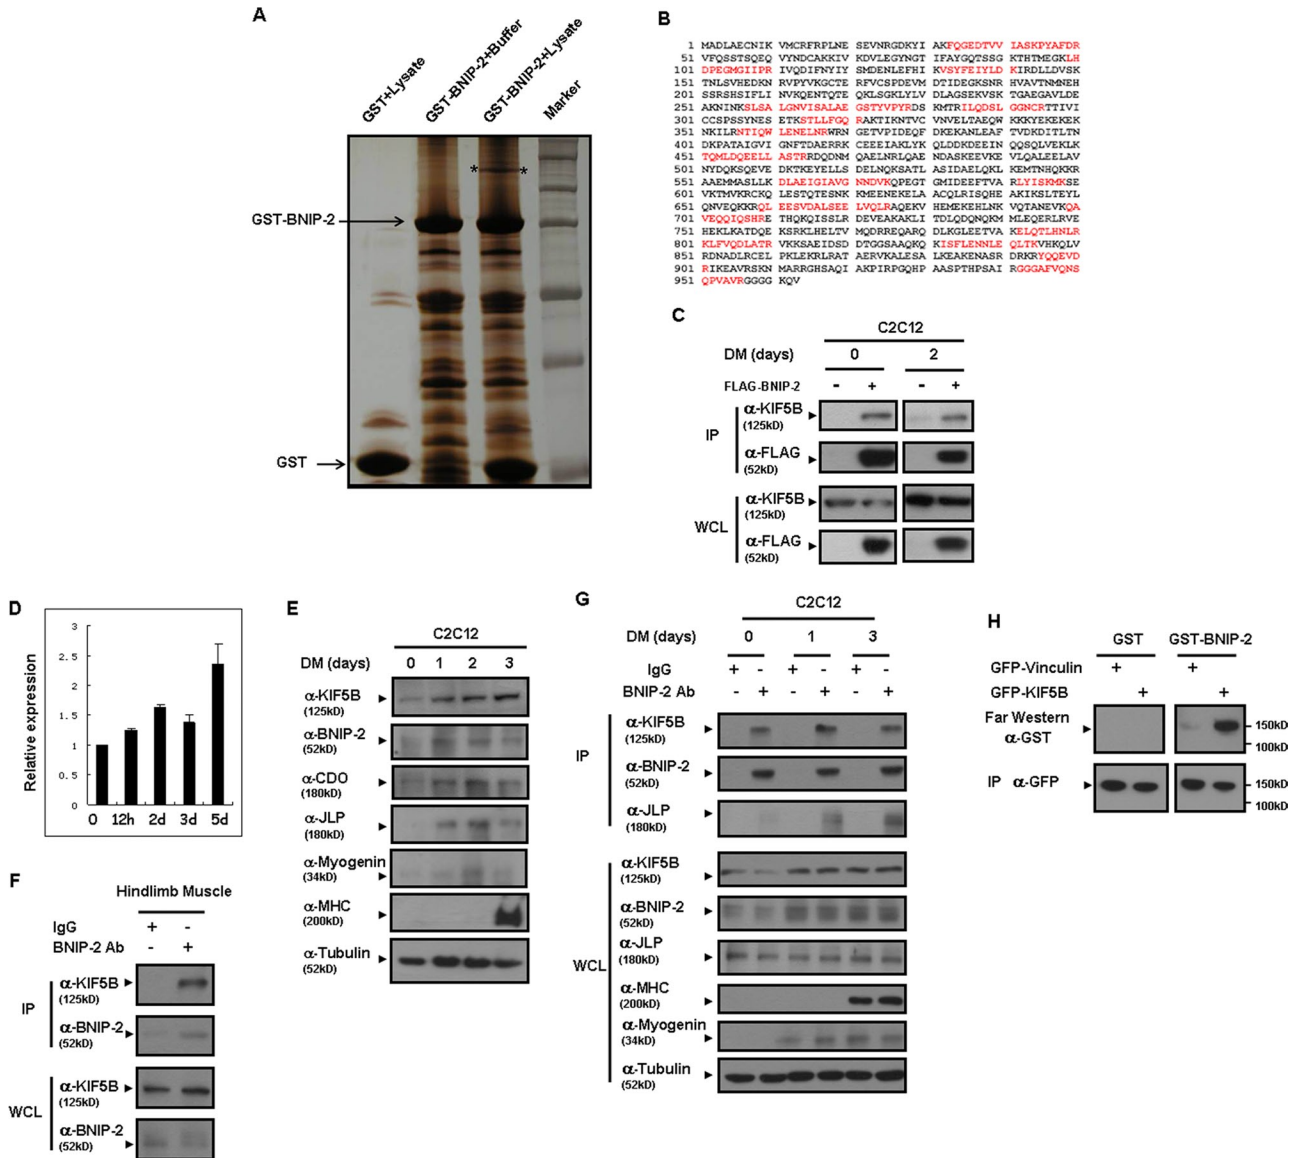 A
GST+Lysate
GST-BNIP-2+Buffer
GST-BNIP-2+Lysate
Marker
* *
GST-BNIP-2
GST
B
1 MADLAECNIK VMCRFRPLNE SEVNRGDKYI AKFQGEDTVV IASKPYAFDR
51 VFQSSTSQEQ VYNDCAKKIV KDVLEGYNGT IFAYGQTSSG KTHTMEGKLH
101 DPEGMGIIPR IVQDIFNYIY SMDENLEFHI KVSYFEIYLD KIRDLLDVSK
151 TNLSVHEDKN RVPYVKGCTE RFVCSPDEVM DTIDEGKSNR HVAVTNMNEH
201 SSRSHSIFLI NVKQENTQTE QKLSGKLYLV DLAGSEKVSK TGAEGAVLDE
251 AKNINKSLSA LGNVISALAE GSTYVPYRDS KMTRILQDSL GGNCRTTIVI
301 CCSPSSYNES ETKSTLLFGQ RAKTIKNTVC VNVELTAEQW KKKYEKEKEK
351 NKILRNTIQW LENELNRWRN GETVPIDEQF DKEKANLEAF TVDKDITLTN
401 DKPATAIGVI GNFTDAERRK CEEEIAKLYK QLDDKDEEIN QQSQLVEKLK
451 TQMLDQEELL ASTRRDQDNM QAELNRLQAE NDASKEEVKE VLQALEELAV
501 NYDQKSQEVE DKTKEYELLS DELNQKSATL ASIDAELQKL KEMTNHQKKR
551 AAEMMASLLK DLAEIGIAVG NNDVKQPEGT GMIDEEFTVA RLYISKMKSE
601 VKTMVKRCKQ LESTQTESNK KMEENEKELA ACQLRISQHE AKIKSLTEYL
651 QNVEQKKRQL EESVDALSEE LVQLRAQEKV HEMEKEHLNK VQTANEVKQA
701 VEQQIQSHRE THQKQISSLR DEVEAKAKLI TDLQDQNQKM MLEQERLRVE
751 HEKLKATDQE KSRKLHELTV MQDRREQARQ DLKGLEETVA KELQTLHNLR
801 KLFVQDLATR VKKSAEIDSD DTGGSAAQKQ KISFLENNLE QLTKVHKQLV
851 RDNADLRCEL PKLEKRLRAT AERVKALESA LKEAKENASR DRKRYQQEVD
901 RIKEAVRSKN MARRGHSAQI AKPIRPGQHP AASPTHPSAI RGGGAFVQNS
951 QPVAVRGGGG KQV
C
C2C12
DM (days) 0 2
FLAG-BNIP-2 - + - +
IP
α-KIF5B
(125kD)
α-FLAG
(52kD)
WCL
α-KIF5B
(125kD)
α-FLAG
(52kD)
D
Relative expression
3
2.5
2
1.5
1
0.5
0
0 12h 2d 3d 5d
E
C2C12
DM (days) 0 1 2 3
α-KIF5B
(125kD)
α-BNIP-2
(52kD)
α-CDO
(180kD)
α-JLP
(180kD)
α-Myogenin
(34kD)
α-MHC
(200kD)
α-Tubulin
(52kD)
F
Hindlimb Muscle
IgG + -
BNIP-2 Ab - +
IP
α-KIF5B
(125kD)
α-BNIP-2
(52kD)
WCL
α-KIF5B
(125kD)
α-BNIP-2
(52kD)
G
C2C12
DM (days) 0 1 3
IgG + - + - + -
BNIP-2 Ab - + - + - +
IP
α-KIF5B
(125kD)
α-BNIP-2
(52kD)
α-JLP
(180kD)
WCL
α-KIF5B
(125kD)
α-BNIP-2
(52kD)
α-JLP
(180kD)
α-MHC
(200kD)
α-Myogenin
(34kD)
α-Tubulin
(52kD)
H
GST GST-BNIP-2
GFP-Vinculin + +
GFP-KIF5B + +
Far Western
α-GST
150kD
100kD
IP α-GFP
150kD
100kD